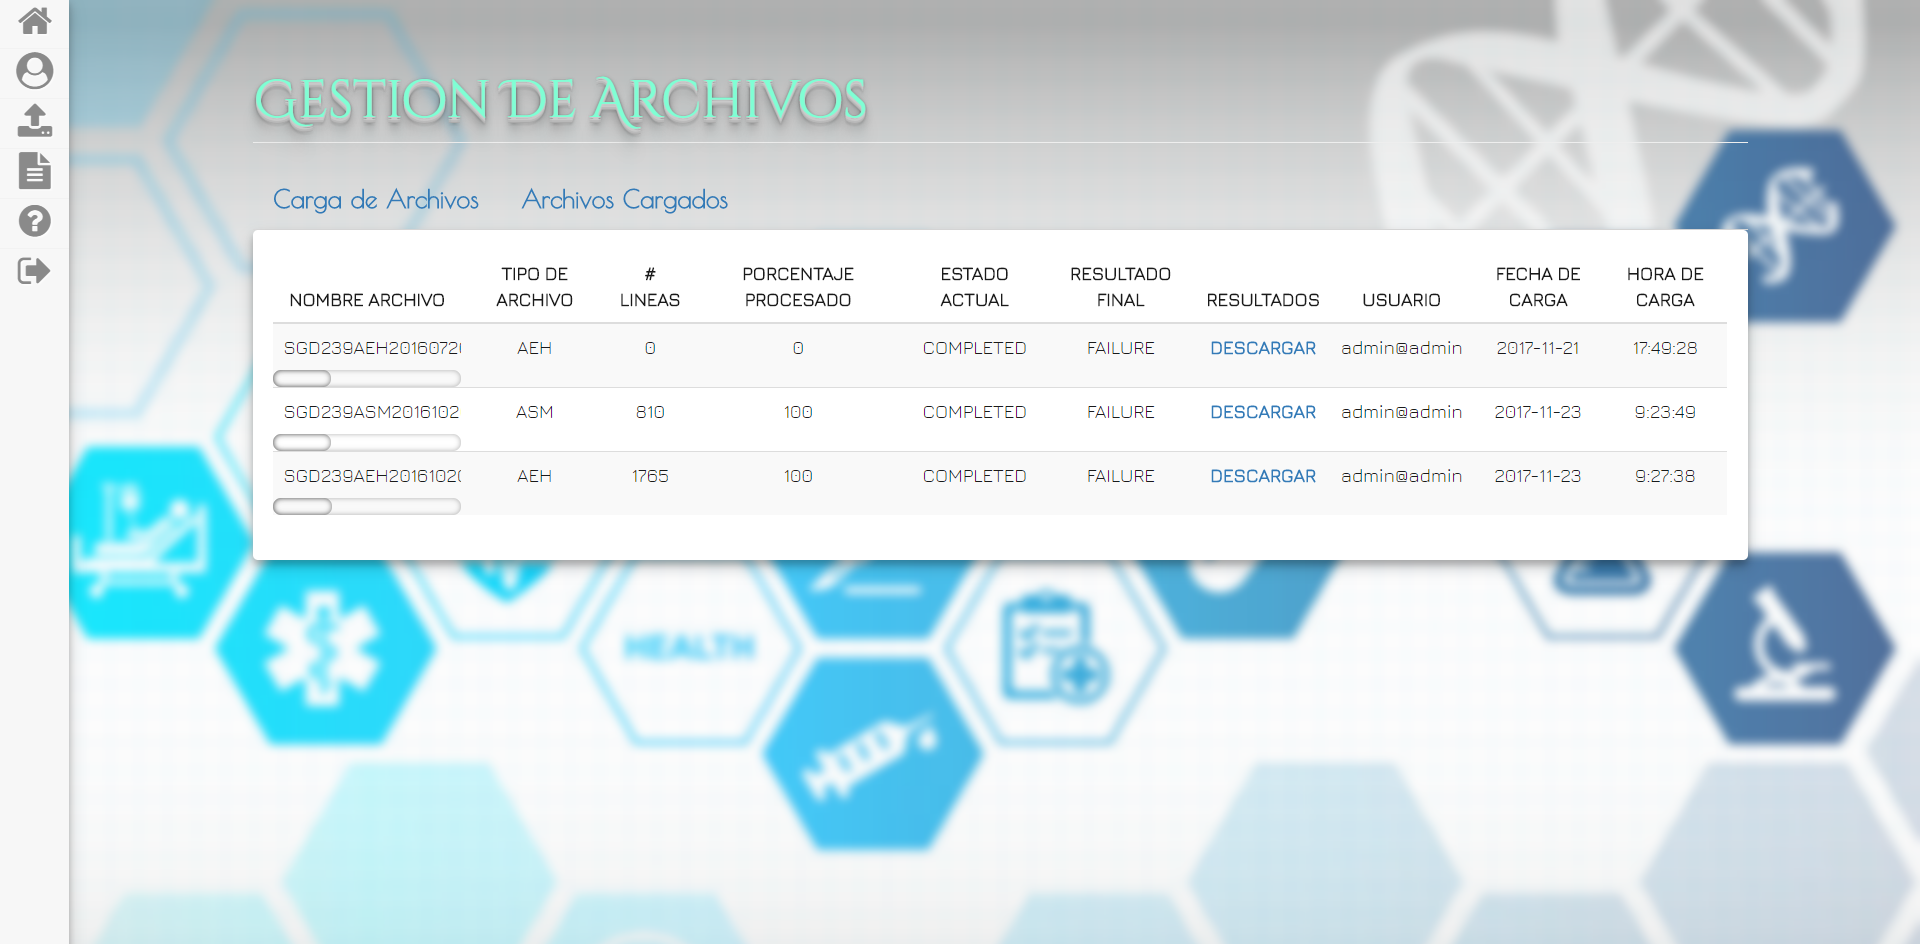 GESTION DE ARCHIVOS
Carga de Archivos Archivos Cargados
NOMBRE ARCHIVO TIPO DE ARCHIVO # LINEAS PORCENTAJE PROCESADO ESTADO ACTUAL RESULTADO FINAL RESULTADOS USUARIO FECHA DE CARGA HORA DE CARGA
SGD239AEH2016072 AEH 0 0 COMPLETED FAILURE DESCARGAR admin@admin 2017-11-21 17:49:28
SGD239ASM2016102 ASM 810 100 COMPLETED FAILURE DESCARGAR admin@admin 2017-11-23 9:23:49
SGD239AEH2016102 AEH 1765 100 COMPLETED FAILURE DESCARGAR admin@admin 2017-11-23 9:27:38
HEALTH